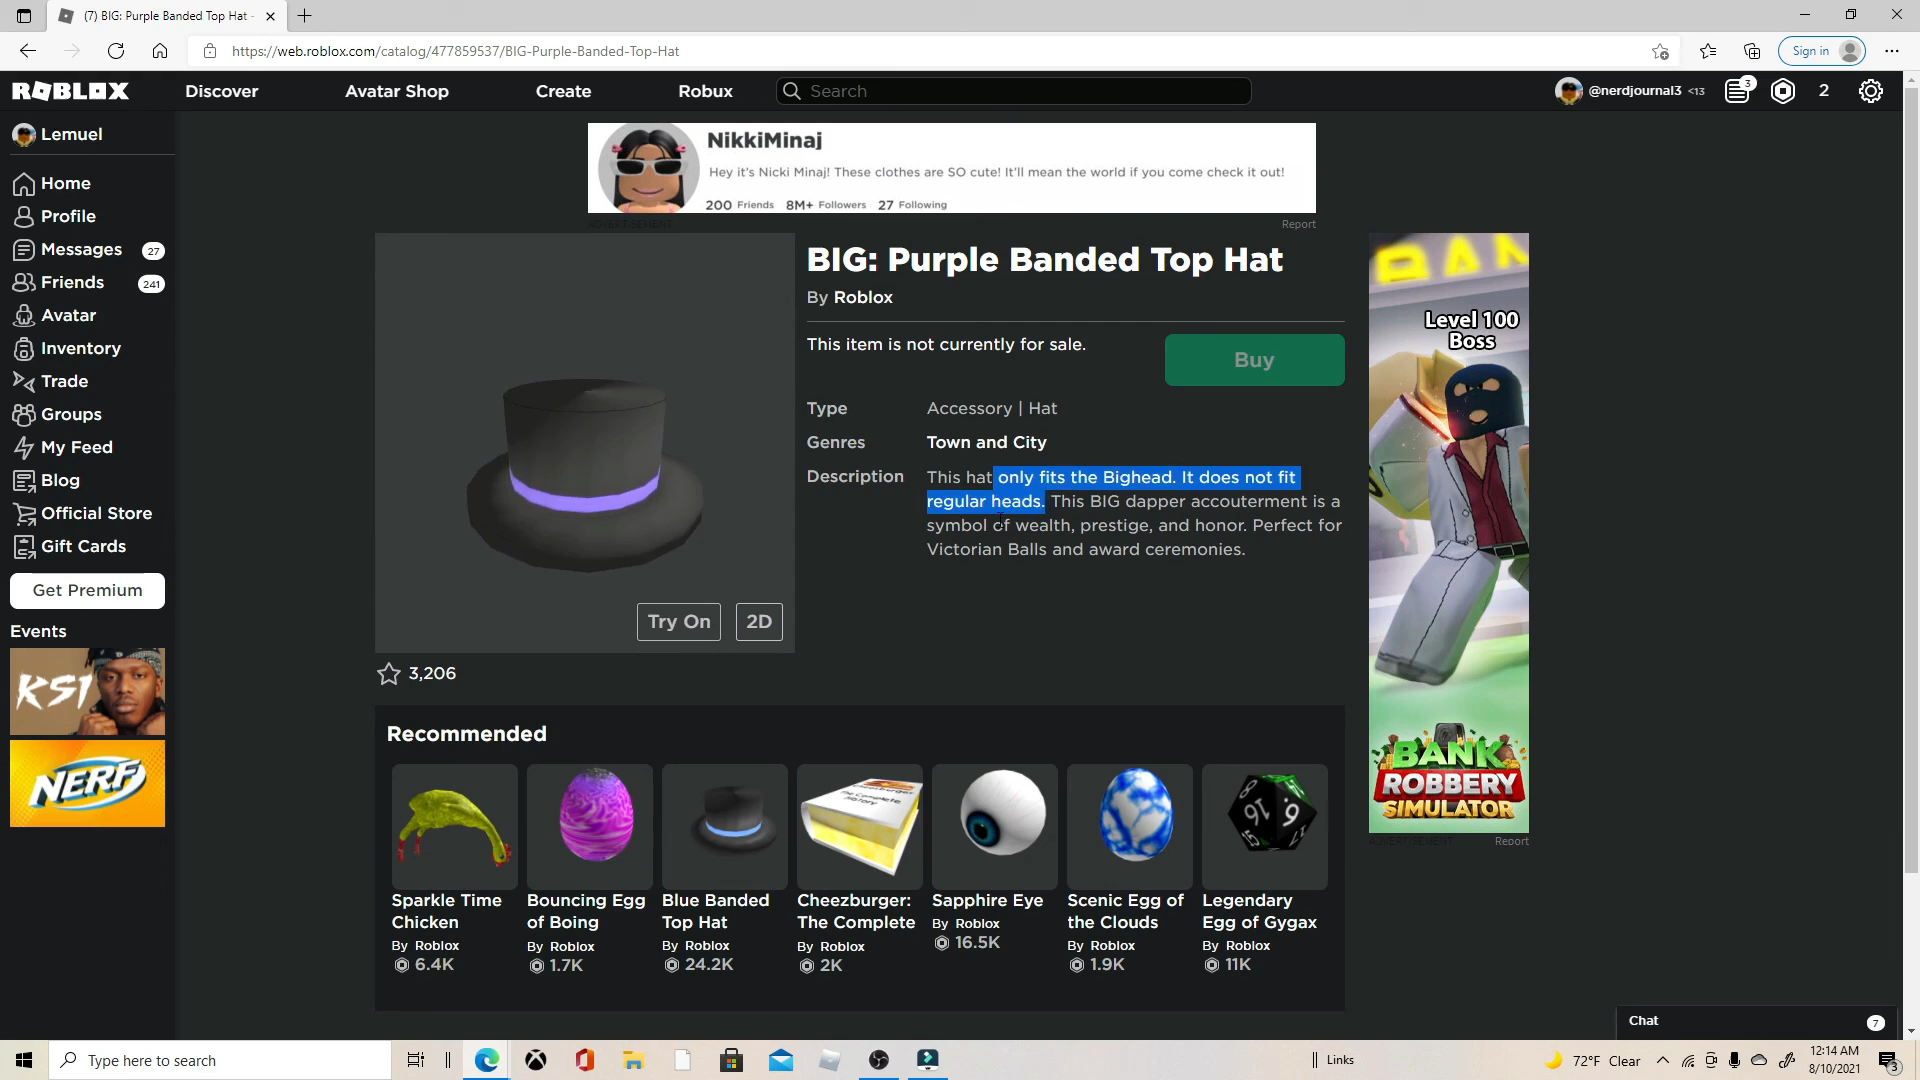 (7) BIG: Purple Banded Top Hat -
https://web.roblox.com/catalog/477859537/BIG-Purple-Banded-Top-Hat
Sign in
ROBLOX
Discover
Avatar Shop
Create
Robux
Search
@nerdjournal3 <13
3
2
Lemuel
Home
Profile
Messages 27
Friends 241
Avatar
Inventory
Trade
Groups
My Feed
Blog
Official Store
Gift Cards
Get Premium
Events
KSI
NERF
NikkiMinaj
Hey it's Nicki Minaj! These clothes are SO cute! It'll mean the world if you come check it out!
200 Friends 8M+ Followers 27 Following
ADVERTISEMENT
Report
BIG: Purple Banded Top Hat
By Roblox
This item is not currently for sale.
Buy
Type Accessory | Hat
Genres Town and City
Description This hat only fits the Bighead. It does not fit
regular heads. This BIG dapper accouterment is a
symbol of wealth, prestige, and honor. Perfect for
Victorian Balls and award ceremonies.
Try On
2D
3,206
Level 100
Boss
BANK
ROBBERY
SIMULATOR
ADVERTISEMENT
Report
Recommended
Sparkle Time
Chicken
By Roblox
6.4K
Bouncing Egg
of Boing
By Roblox
1.7K
Blue Banded
Top Hat
By Roblox
24.2K
Cheezburger:
The Complete
By Roblox
2K
Sapphire Eye
By Roblox
16.5K
Scenic Egg of
the Clouds
By Roblox
1.9K
Legendary
Egg of Gygax
By Roblox
11K
Chat
7
Type here to search
Links
72°F Clear
12:14 AM
8/10/2021
3